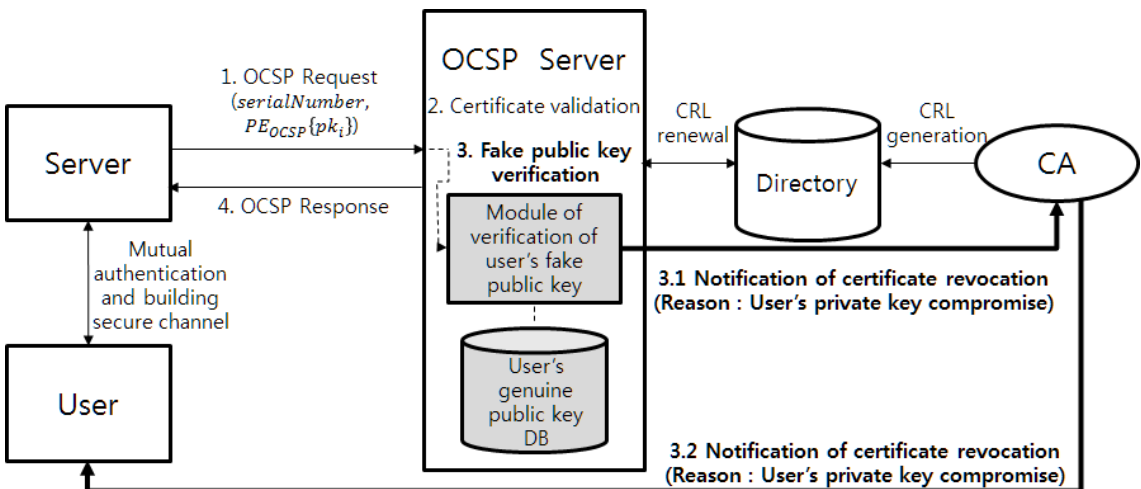 OCSP Server
1. OCSP Request
(serialNumber,
PE_OCSP{pk_i})
2. Certificate validation
3. Fake public key
verification
Server
4. OCSP Response
Module of
verification of
user's fake
public key
CRL
renewal
Directory
CRL
generation
CA
3.1 Notification of certificate revocation
(Reason : User's private key compromise)
Mutual
authentication
and building
secure channel
User
User's
genuine
public key
DB
3.2 Notification of certificate revocation
(Reason : User's private key compromise)